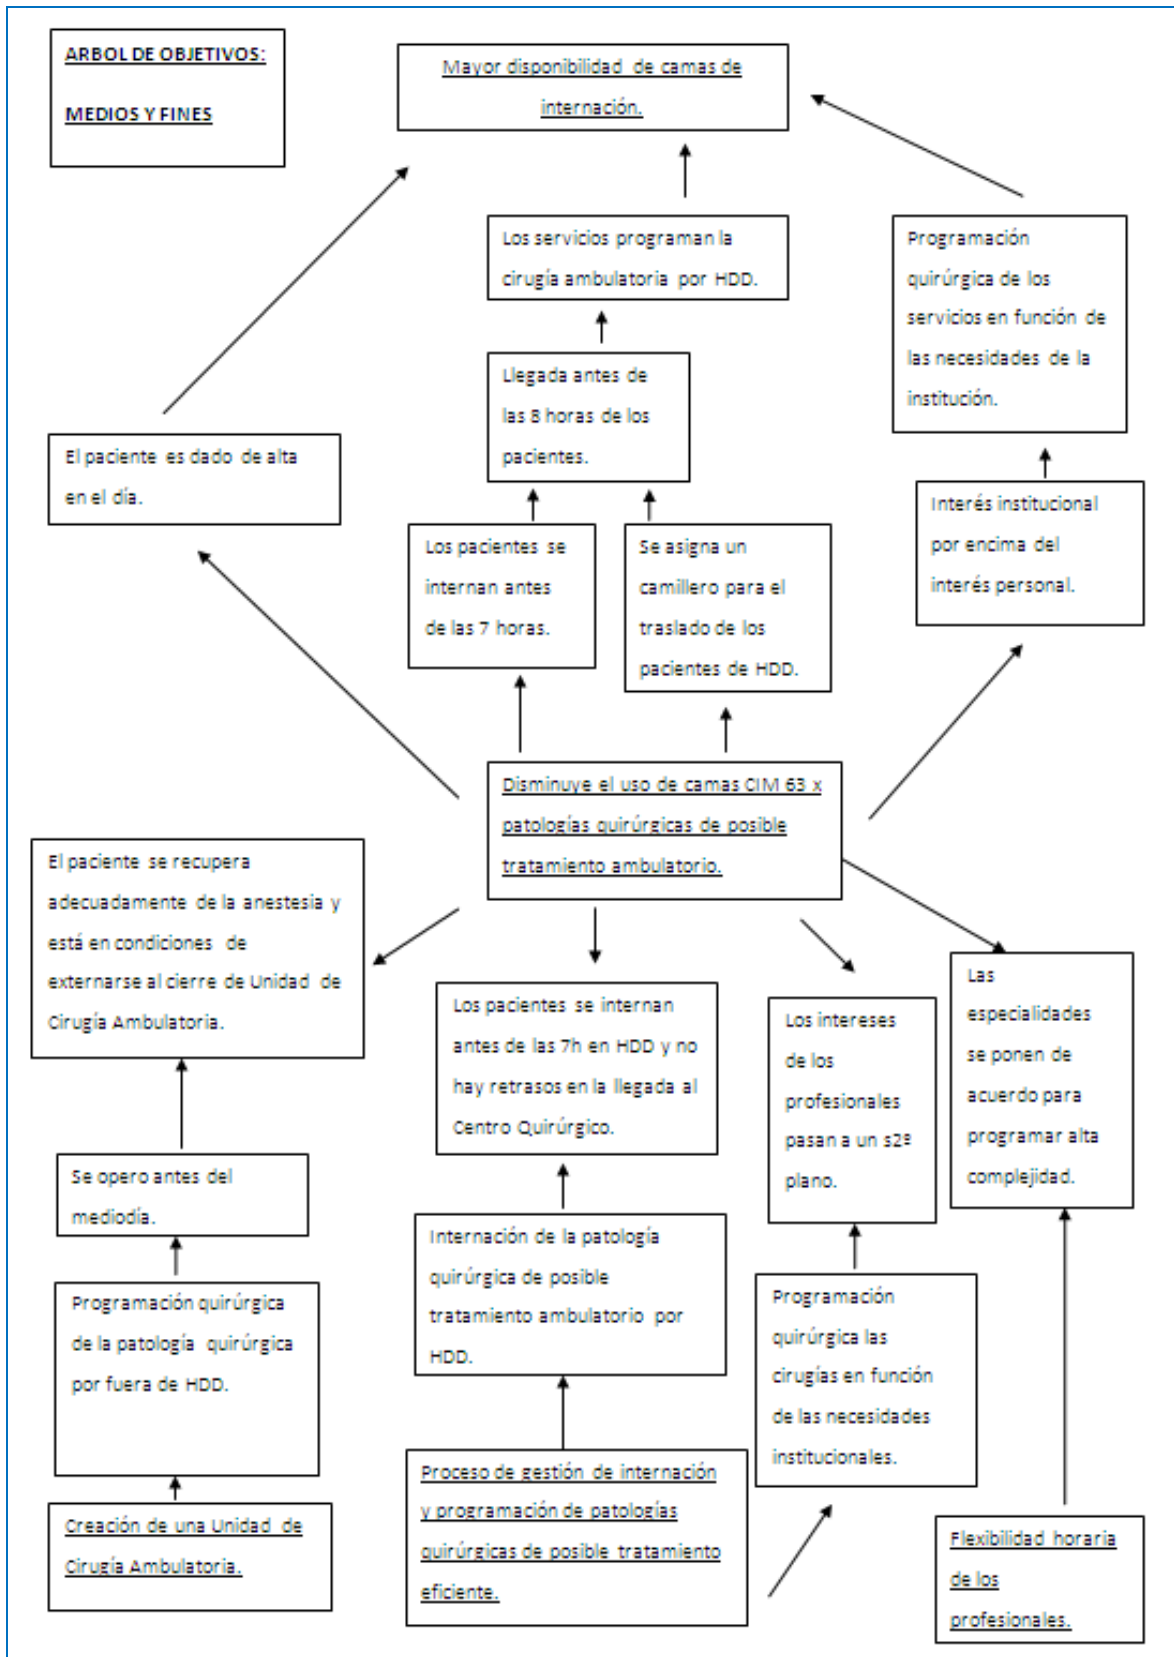 ARBOL DE OBJETIVOS:
MEDIOS Y FINES
Mayor disponibilidad de camas de
internación.
Los servicios programan la
cirugía ambulatoria por HDD.
Programación
quirúrgica de los
servicios en función de
las necesidades de la
institución.
Llegada antes de
las 8 horas de los
pacientes.
El paciente es dado de alta
en el día.
Los pacientes se
internan antes
de las 7 horas.
Se asigna un
camillero para el
traslado de los
pacientes de HDD.
Interés institucional
por encima del
interés personal.
Disminuye el uso de camas CIM 63 x
patologías quirúrgicas de posible
tratamiento ambulatorio.
El paciente se recupera
adecuadamente de la anestesia y
está en condiciones de
externarse al cierre de Unidad de
Cirugía Ambulatoria.
Los pacientes se internan
antes de las 7h en HDD y no
hay retrasos en la llegada al
Centro Quirúrgico.
Los intereses
de los
profesionales
pasan a un s2º
plano.
Las
especialidades
se ponen de
acuerdo para
programar alta
complejidad.
Se opero antes del
mediodía.
Internación de la patología
quirúrgica de posible
tratamiento ambulatorio por
HDD.
Programación quirúrgica
de la patología quirúrgica
por fuera de HDD.
Programación
quirúrgica las
cirugías en función
de las necesidades
institucionales.
Creación de una Unidad de
Cirugía Ambulatoria.
Proceso de gestión de internación
y programación de patologías
quirúrgicas de posible tratamiento
eficiente.
Flexibilidad horaria
de los
profesionales.